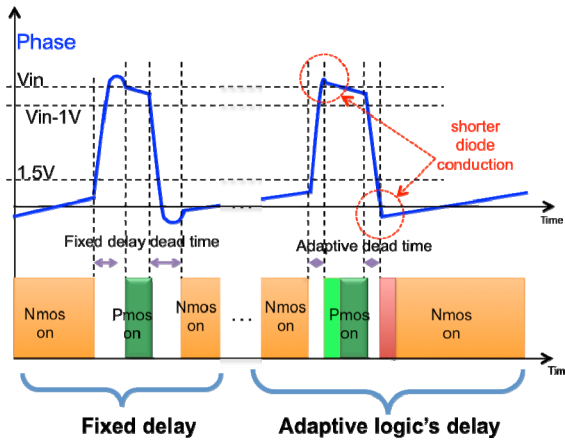 Phase
Vin
Vin-1V
1.5V
shorter
diode
conduction
Time
Fixed delay dead time
Adaptive dead time
Nmos
on
Pmos
on
Nmos
on
...
Nmos
on
Pmos
on
Nmos
on
Tim
Fixed delay
Adaptive logic's delay